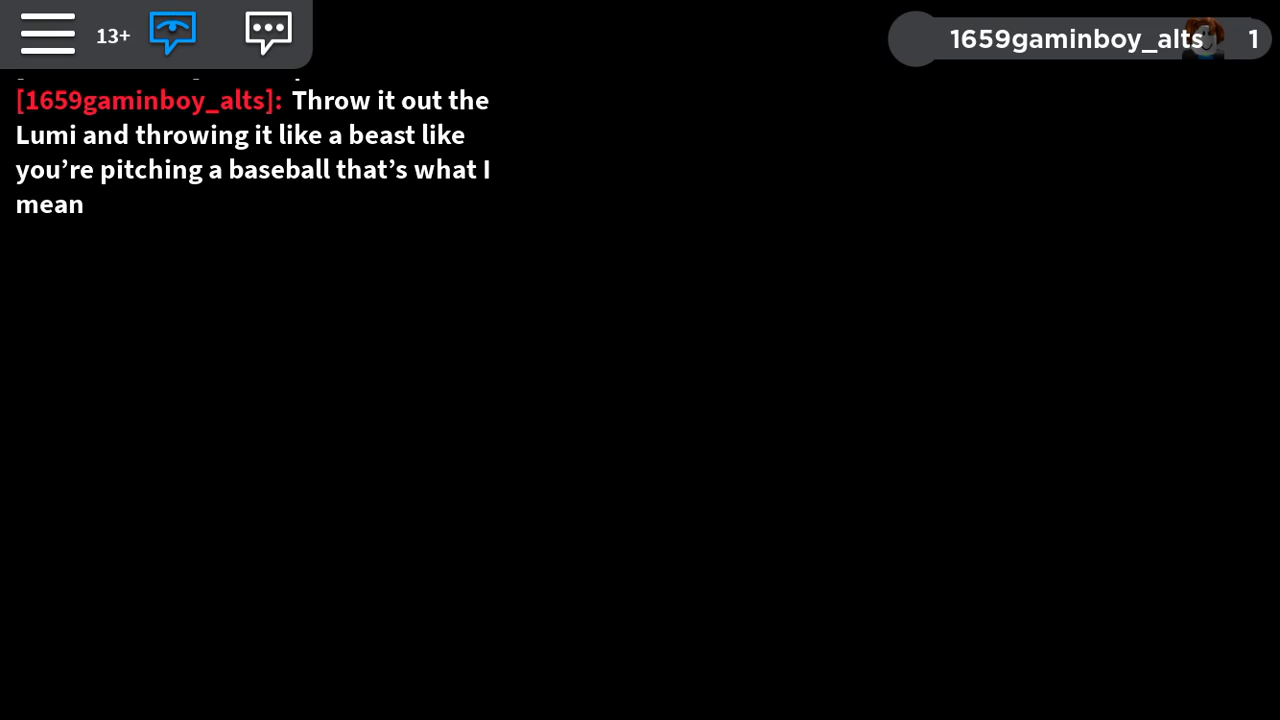 13+
1659gaminboy_alts 1
[1659gaminboy_alts]: Throw it out the
Lumi and throwing it like a beast like
you’re pitching a baseball that’s what I
mean